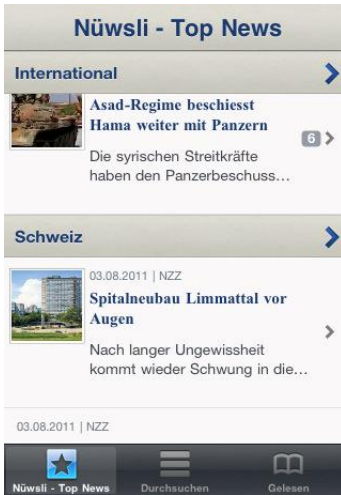 Nüwsli - Top News
International
Asad-Regime beschiesst
Hama weiter mit Panzern
6
Die syrischen Streitkräfte
haben den Panzerbeschuss...
Schweiz
03.08.2011 | NZZ
Spitalneubau Limmattal vor
Augen
Nach langer Ungewissheit
kommt wieder Schwung in die...
03.08.2011 | NZZ
Nüwsli - Top News Durchsuchen Gelesen